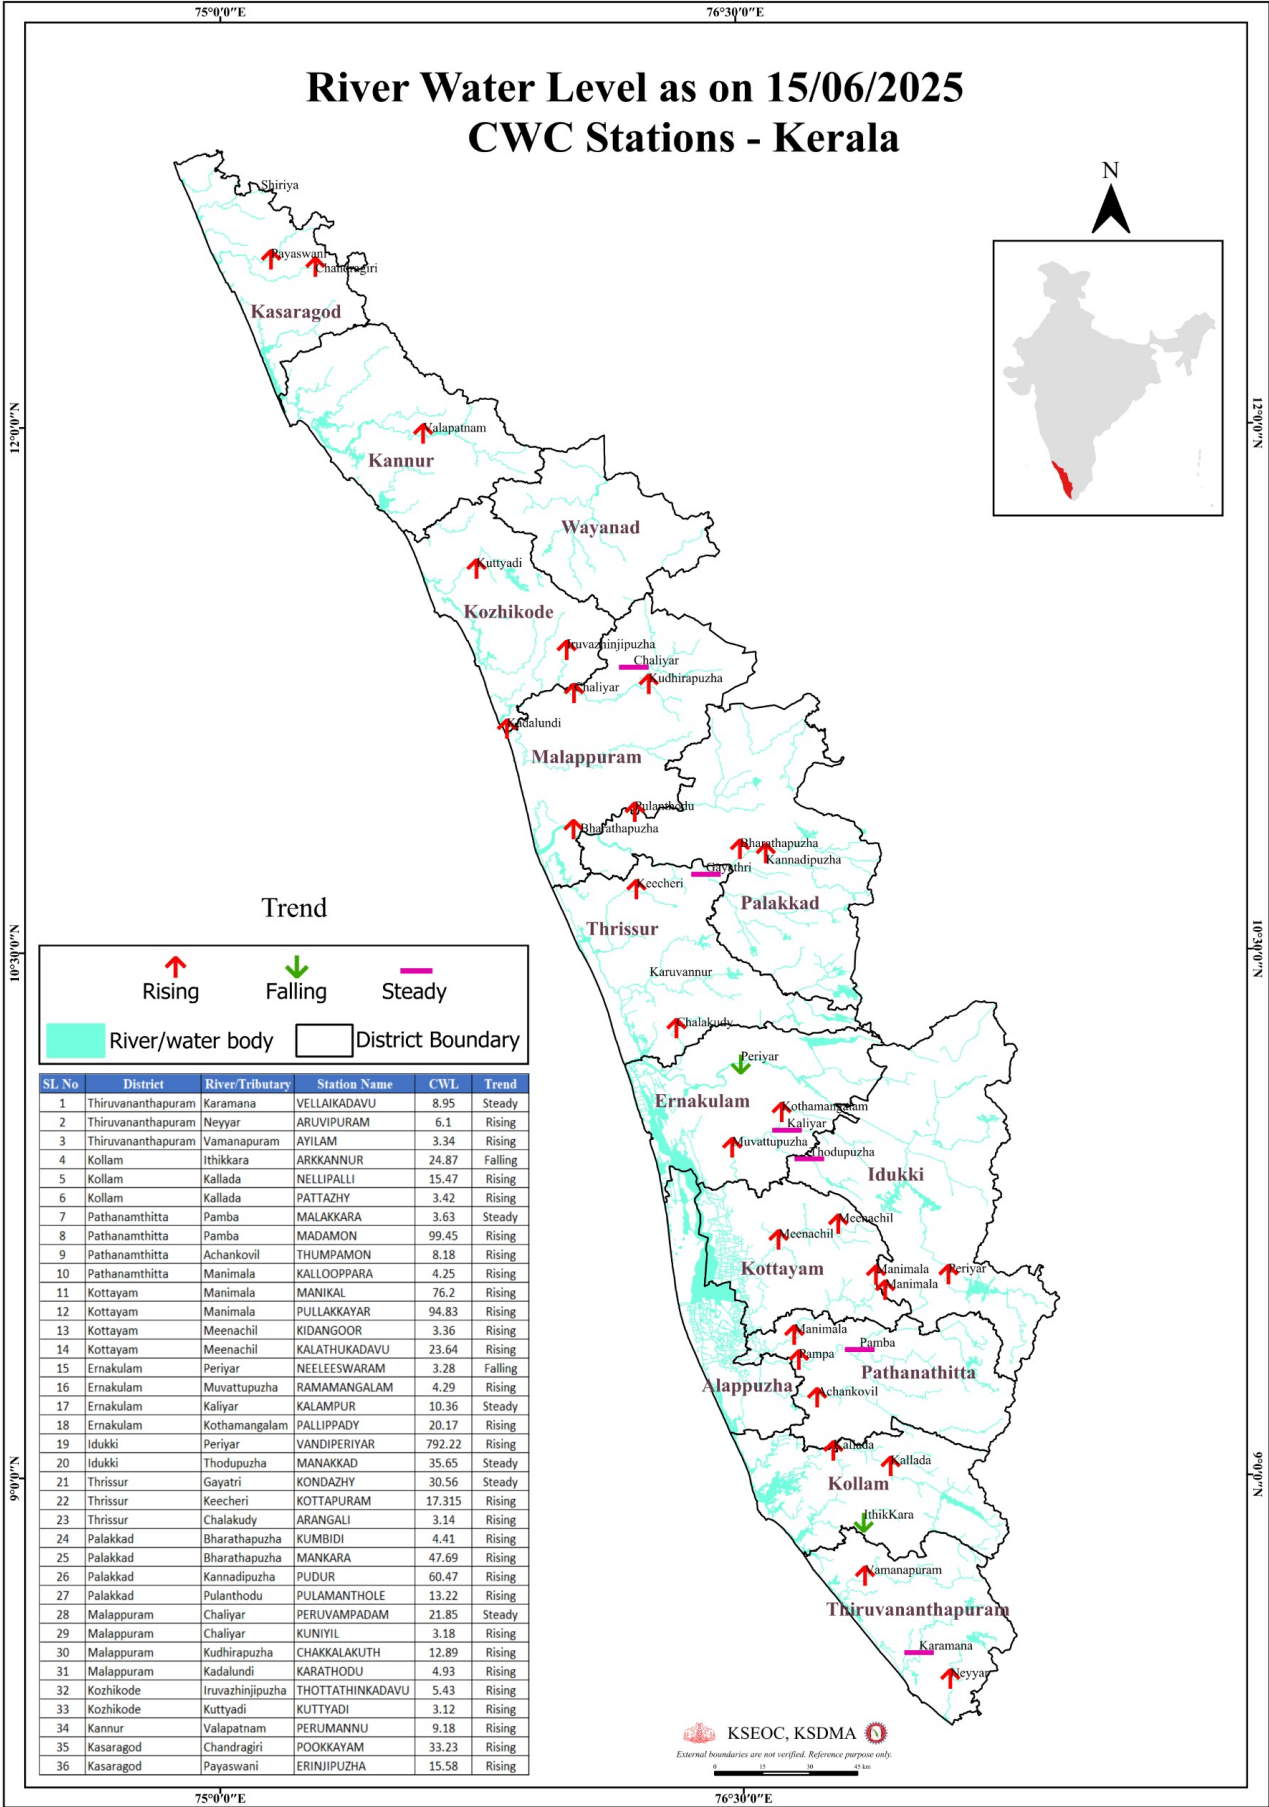 75°0'0"E 76°30'0"E
River Water Level as on 15/06/2025
CWC Stations - Kerala
N
Shiriya
Payaswani
Chandragiri
Kasaragod
12°0'0"N 12°0'0"N
Valapatnam
Kannur
Wayanad
Kuttyadi
Kozhikode
Iruvazhinjipuzha
Chaliyar
Kudhirapuzha
Chaliyar
Kadalundi
Malappuram
Pulanthodu
Bharathapuzha
Bharathapuzha
Kannadipuzha
Gayathri
Keecheri
Palakkad
Thrissur
10°30'0"N 10°30'0"N
Karuvannur
Chalakudy
Periyar
Ernakulam
Kothamangalam
Kaliyar
Muvattupuzha
Thodupuzha
Idukki
Meenachil
Meenachil
Kottayam
Manimala
Periyar
Manimala
Manimala
Pamba
Pampa
Pathanathitta
Alappuzha
Achankovil
Kallada
Kallada
Kollam
9°0'0"N 9°0'0"N
IthikKara
Vamanapuram
Thiruvananthapuram
Karamana
Neyyar
Trend
Rising Falling Steady
River/water body District Boundary
SL No District River/Tributary Station Name CWL Trend
1 Thiruvananthapuram Karamana VELLAIKADAVU 8.95 Steady
2 Thiruvananthapuram Neyyar ARUVIPURAM 6.1 Rising
3 Thiruvananthapuram Vamanapuram AYILAM 3.34 Rising
4 Kollam Ithikkara ARKKANNUR 24.87 Falling
5 Kollam Kallada NELLIPALLI 15.47 Rising
6 Kollam Kallada PATTAZHY 3.42 Rising
7 Pathanamthitta Pamba MALAKKARA 3.63 Steady
8 Pathanamthitta Pamba MADAMON 99.45 Rising
9 Pathanamthitta Achankovil THUMPAMON 8.18 Rising
10 Pathanamthitta Manimala KALLOOPPARA 4.25 Rising
11 Kottayam Manimala MANIKAL 76.2 Rising
12 Kottayam Manimala PULLAKKAYAR 94.83 Rising
13 Kottayam Meenachil KIDANGOOR 3.36 Rising
14 Kottayam Meenachil KALATHUKADAVU 23.64 Rising
15 Ernakulam Periyar NEELEESWARAM 3.28 Falling
16 Ernakulam Muvattupuzha RAMAMANGALAM 4.29 Rising
17 Ernakulam Kaliyar KALAMPUR 10.36 Steady
18 Ernakulam Kothamangalam PALLIPPADY 20.17 Rising
19 Idukki Periyar VANDIPERIYAR 792.22 Rising
20 Idukki Thodupuzha MANAKKAD 35.65 Steady
21 Thrissur Gayatri KONDAZHY 30.56 Steady
22 Thrissur Keecheri KOTTAPURAM 17.315 Rising
23 Thrissur Chalakudy ARANGALI 3.14 Rising
24 Palakkad Bharathapuzha KUMBIDI 4.41 Rising
25 Palakkad Bharathapuzha MANKARA 47.69 Rising
26 Palakkad Kannadipuzha PUDUR 60.47 Rising
27 Palakkad Pulanthodu PULAMANTHOLE 13.22 Rising
28 Malappuram Chaliyar PERUVAMPADAM 21.85 Steady
29 Malappuram Chaliyar KUNIYIL 3.18 Rising
30 Malappuram Kudhirapuzha CHAKKALAKUTH 12.89 Rising
31 Malappuram Kadalundi KARATHODU 4.93 Rising
32 Kozhikode Iruvazhinjipuzha THOTTATHINKADAVU 5.43 Rising
33 Kozhikode Kuttyadi KUTTYADI 3.12 Rising
34 Kannur Valapatnam PERUMANNU 9.18 Rising
35 Kasaragod Chandragiri POOKKAYAM 33.23 Rising
36 Kasaragod Payaswani ERINJIPUZHA 15.58 Rising
KSEOC, KSDMA
External boundaries are not verified. Reference purpose only.
0 15 30 45 km
75°0'0"E 76°30'0"E